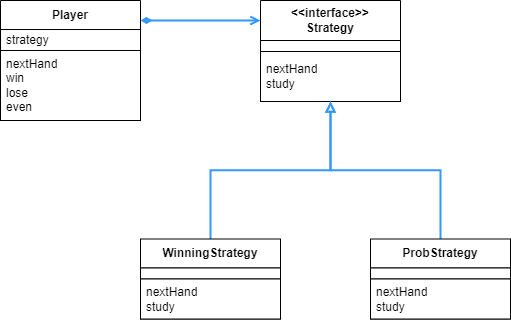 Player
strategy
nextHand
win
lose
even
<<interface>>
Strategy
nextHand
study
WinningStrategy
nextHand
study
ProbStrategy
nextHand
study